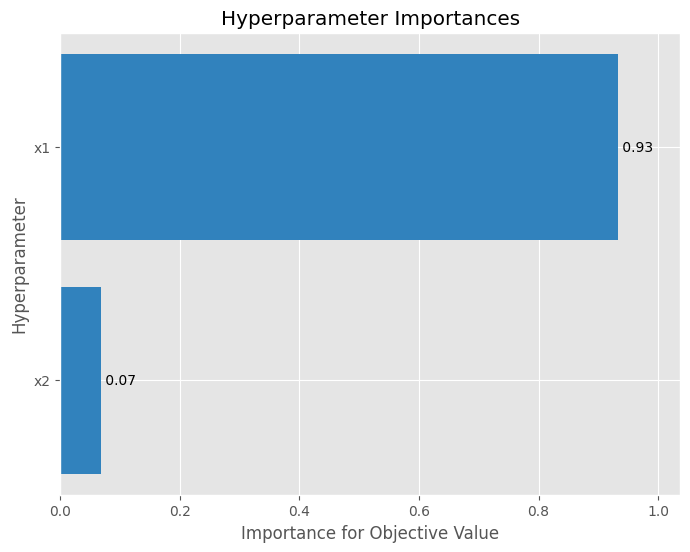 Hyperparameter Importances
Hyperparameter
x1
0.93
x2
0.07
0.0 0.2 0.4 0.6 0.8 1.0
Importance for Objective Value